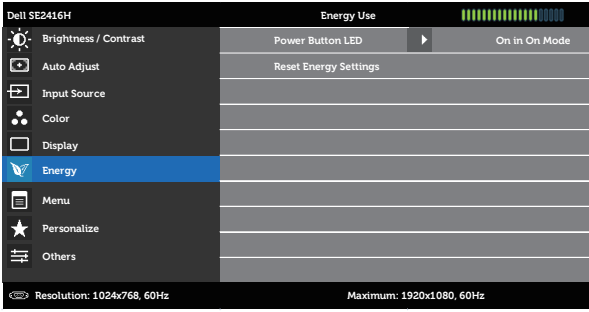 Dell SE2416H Energy Use
Brightness / Contrast
Power Button LED On in On Mode
Auto Adjust
Reset Energy Settings
Input Source
Color
Display
Energy
Menu
Personalize
Others
Resolution: 1024x768, 60Hz Maximum: 1920x1080, 60Hz